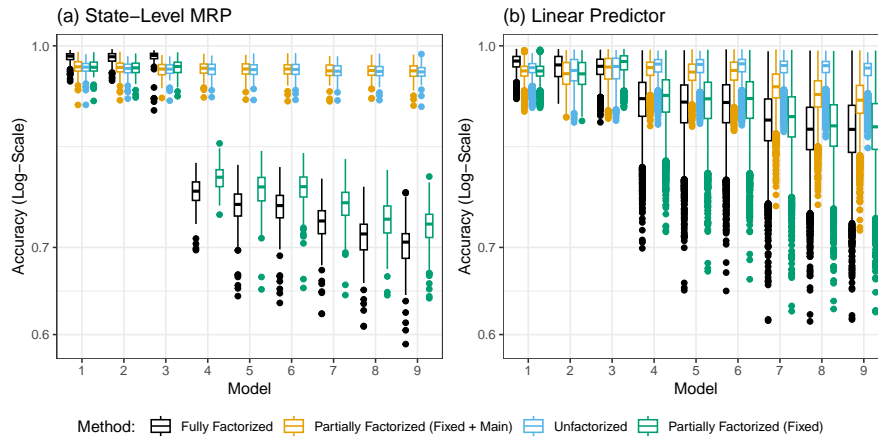 (a) State−Level MRP
(b) Linear Predictor
Accuracy (Log−Scale)
1.0
0.7
0.6
1 2 3 4 5 6 7 8 9
Model
Accuracy (Log−Scale)
1.0
0.7
0.6
1 2 3 4 5 6 7 8 9
Model
Method: Fully Factorized Partially Factorized (Fixed + Main) Unfactorized Partially Factorized (Fixed)